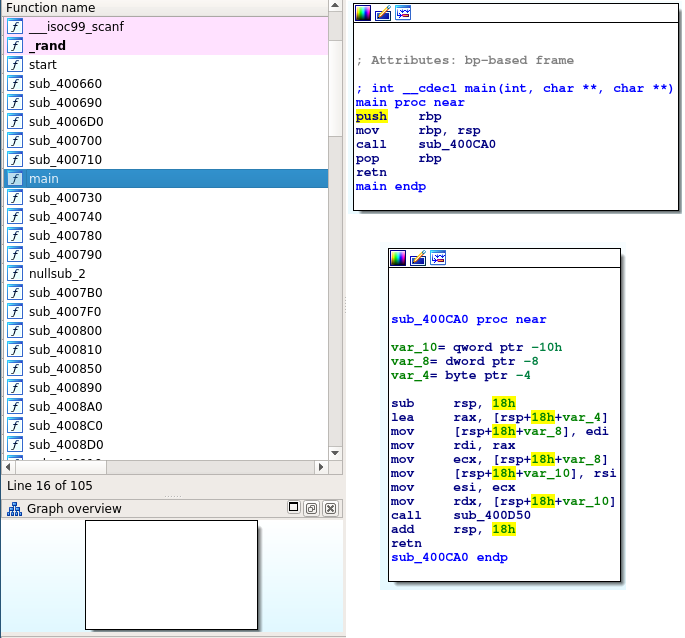 Function name
___isoc99_scanf
_rand
start
sub_400660
sub_400690
sub_4006D0
sub_400700
sub_400710
main
sub_400730
sub_400740
sub_400780
sub_400790
nullsub_2
sub_4007B0
sub_4007F0
sub_400800
sub_400810
sub_400850
sub_400890
sub_4008A0
sub_4008C0
sub_4008D0
Line 16 of 105
Graph overview
; Attributes: bp-based frame
; int __cdecl main(int, char **, char **)
main proc near
push rbp
mov rbp, rsp
call sub_400CA0
pop rbp
retn
main endp
sub_400CA0 proc near
var_10= qword ptr -10h
var_8= dword ptr -8
var_4= byte ptr -4
sub rsp, 18h
lea rax, [rsp+18h+var_4]
mov [rsp+18h+var_8], edi
mov rdi, rax
mov ecx, [rsp+18h+var_8]
mov [rsp+18h+var_10], rsi
mov esi, ecx
mov rdx, [rsp+18h+var_10]
call sub_400D50
add rsp, 18h
retn
sub_400CA0 endp